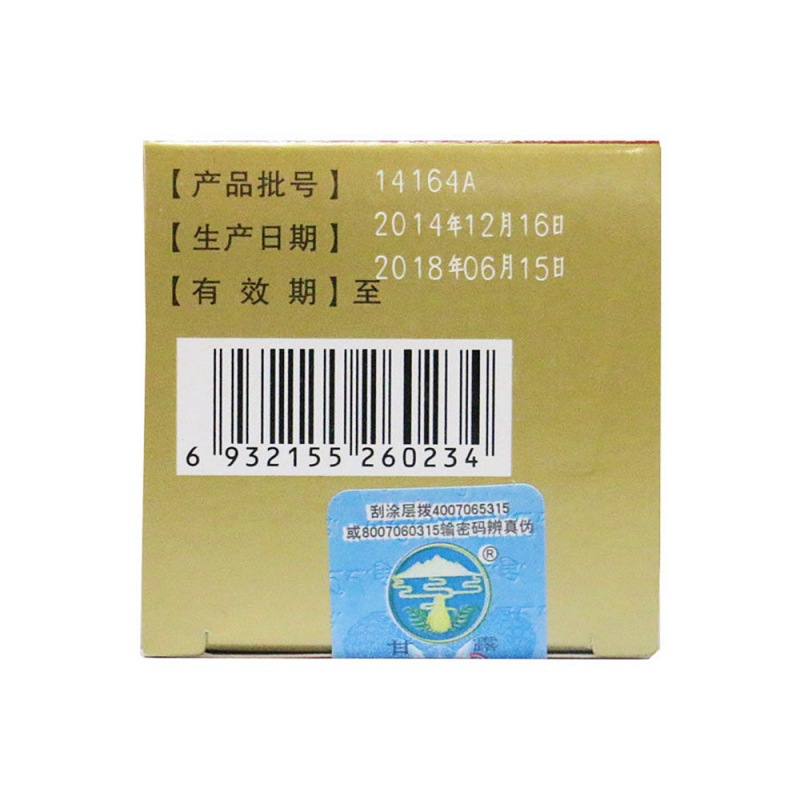 【产品批号】 14164A
【生产日期】 2014年12月16日
【有 效 期】至 2018年06月15日
6 932155 260234
刮涂层拨4007065315
或8007060315输密码辨真伪
®
甘 露